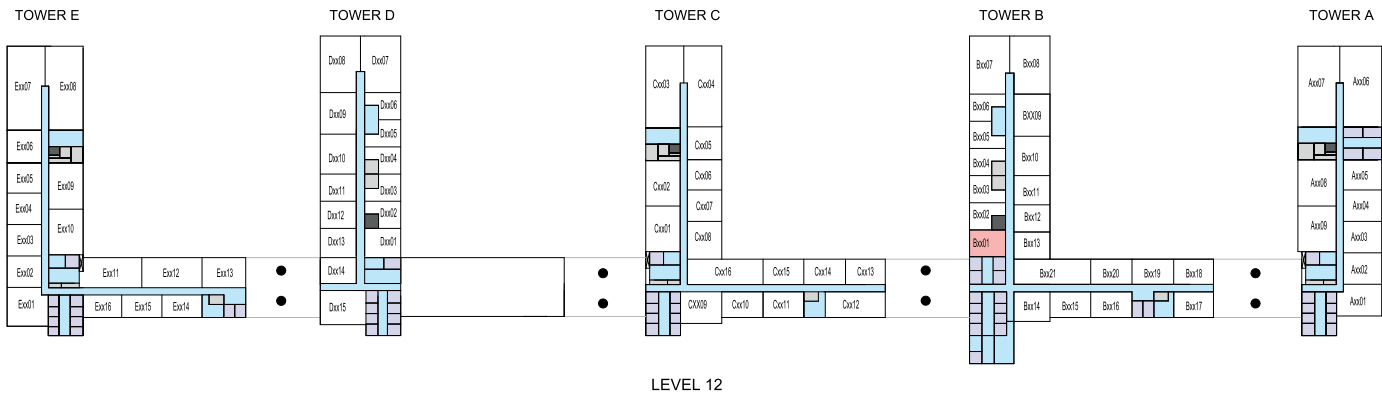 TOWER E
TOWER D
TOWER C
TOWER B
TOWER A
Exx07
Exx08
Exx06
Exx05
Exx09
Exx04
Exx10
Exx03
Exx02
Exx11
Exx12
Exx13
Exx01
Exx16
Exx15
Exx14
Dxx08
Dxx07
Dxx09
Dxx06
Dxx05
Dxx10
Dxx04
Dxx11
Dxx03
Dxx12
Dxx02
Dxx13
Dxx01
Dxx14
Dxx15
Cxx03
Cxx04
Cxx05
Cxx02
Cxx06
Cxx07
Cxx01
Cxx08
Cxx16
Cxx15
Cxx14
Cxx13
CXX09
Cxx10
Cxx11
Cxx12
Bxx07
Bxx08
Bxx06
BXX09
Bxx05
Bxx04
Bxx10
Bxx03
Bxx11
Bxx02
Bxx12
Bxx01
Bxx13
Bxx21
Bxx20
Bxx19
Bxx18
Bxx14
Bxx15
Bxx16
Bxx17
Axx07
Axx06
Axx08
Axx05
Axx04
Axx09
Axx03
Axx02
Axx01
LEVEL 12